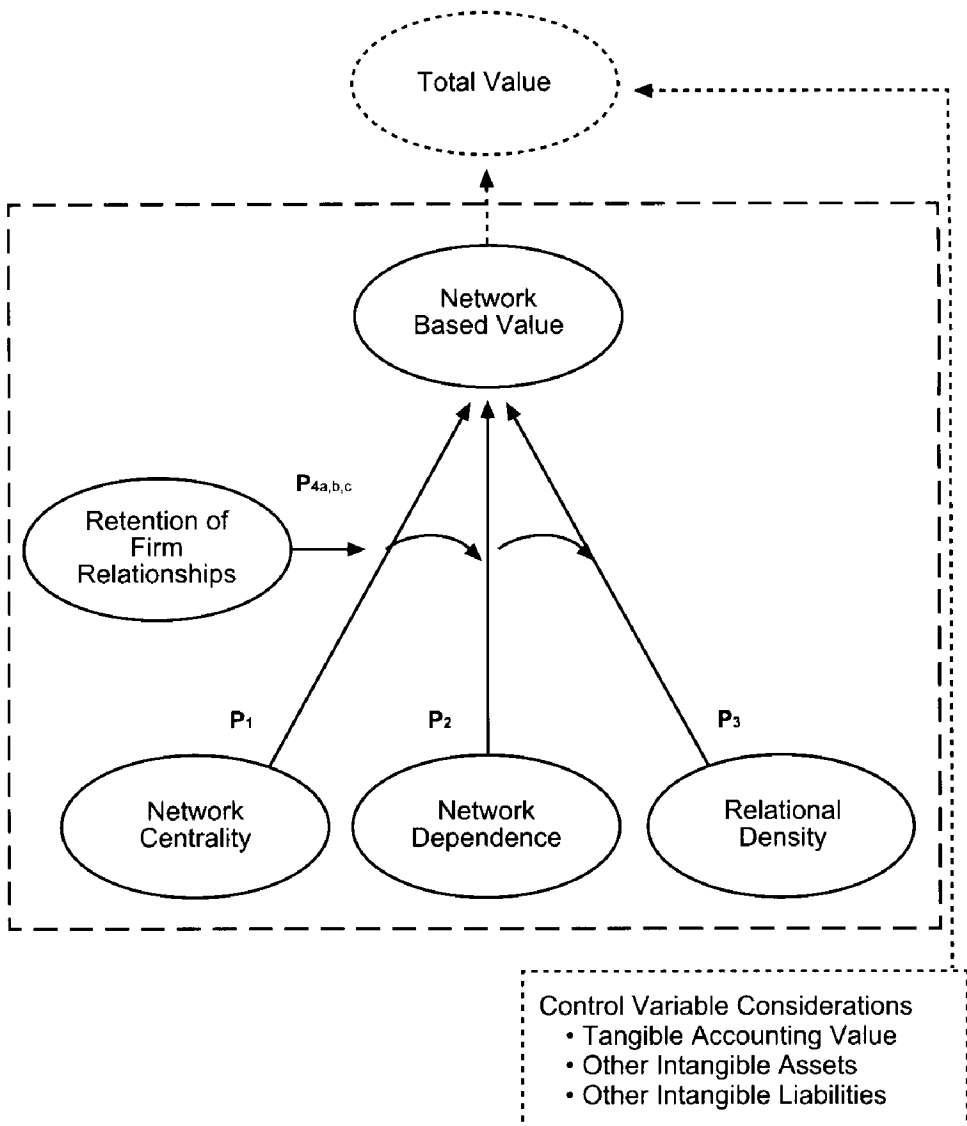 Total Value
Network
Based Value
P4a,b,c
Retention of
Firm
Relationships
P1
P2
P3
Network
Centrality
Network
Dependence
Relational
Density
Control Variable Considerations
• Tangible Accounting Value
• Other Intangible Assets
• Other Intangible Liabilities